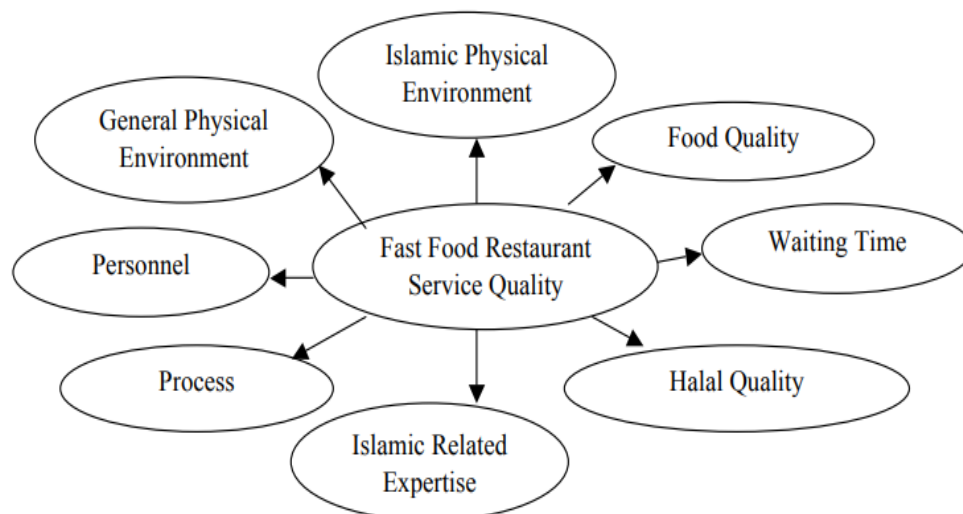 Islamic Physical
Environment
General Physical
Environment
Food Quality
Fast Food Restaurant
Service Quality
Waiting Time
Personnel
Process
Halal Quality
Islamic Related
Expertise